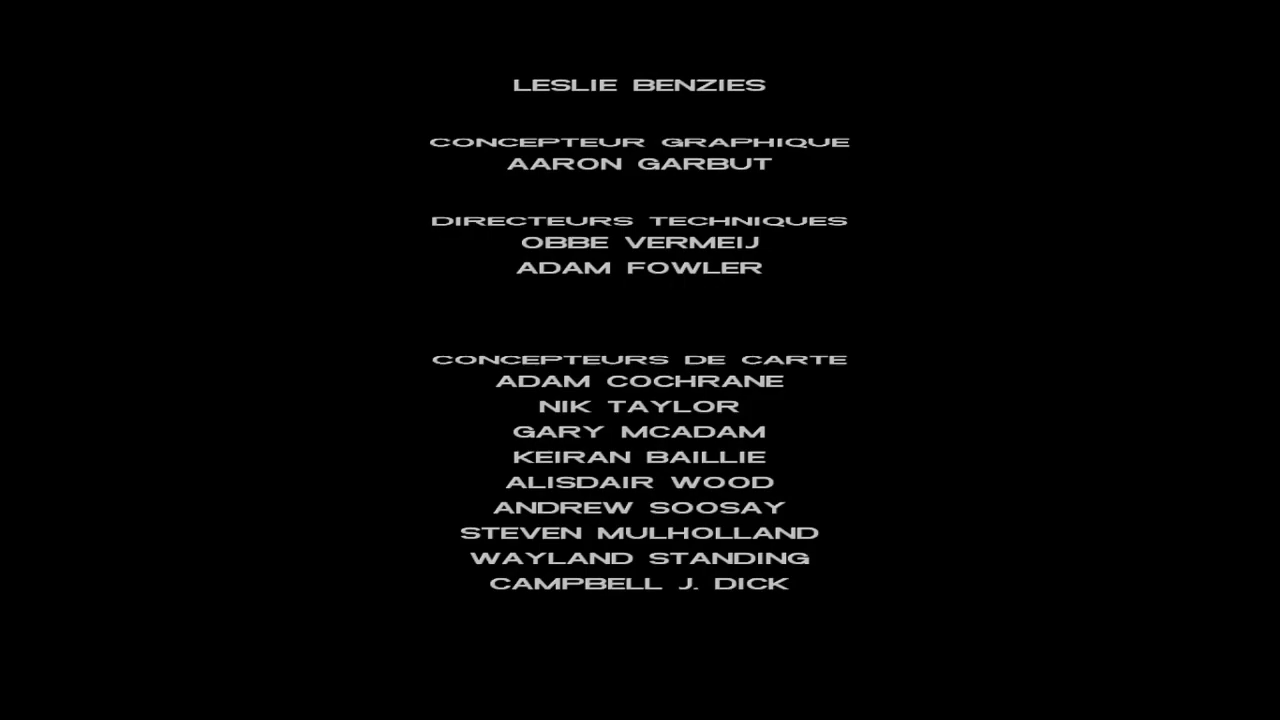 LESLIE BENZIES
CONCEPTEUR GRAPHIQUE
AARON GARBUT
DIRECTEURS TECHNIQUES
OBBE VERMEIJ
ADAM FOWLER
CONCEPTEURS DE CARTE
ADAM COCHRANE
NIK TAYLOR
GARY MCADAM
KEIRAN BAILLIE
ALISDAIR WOOD
ANDREW SOOSAY
STEVEN MULHOLLAND
WAYLAND STANDING
CAMPBELL J. DICK